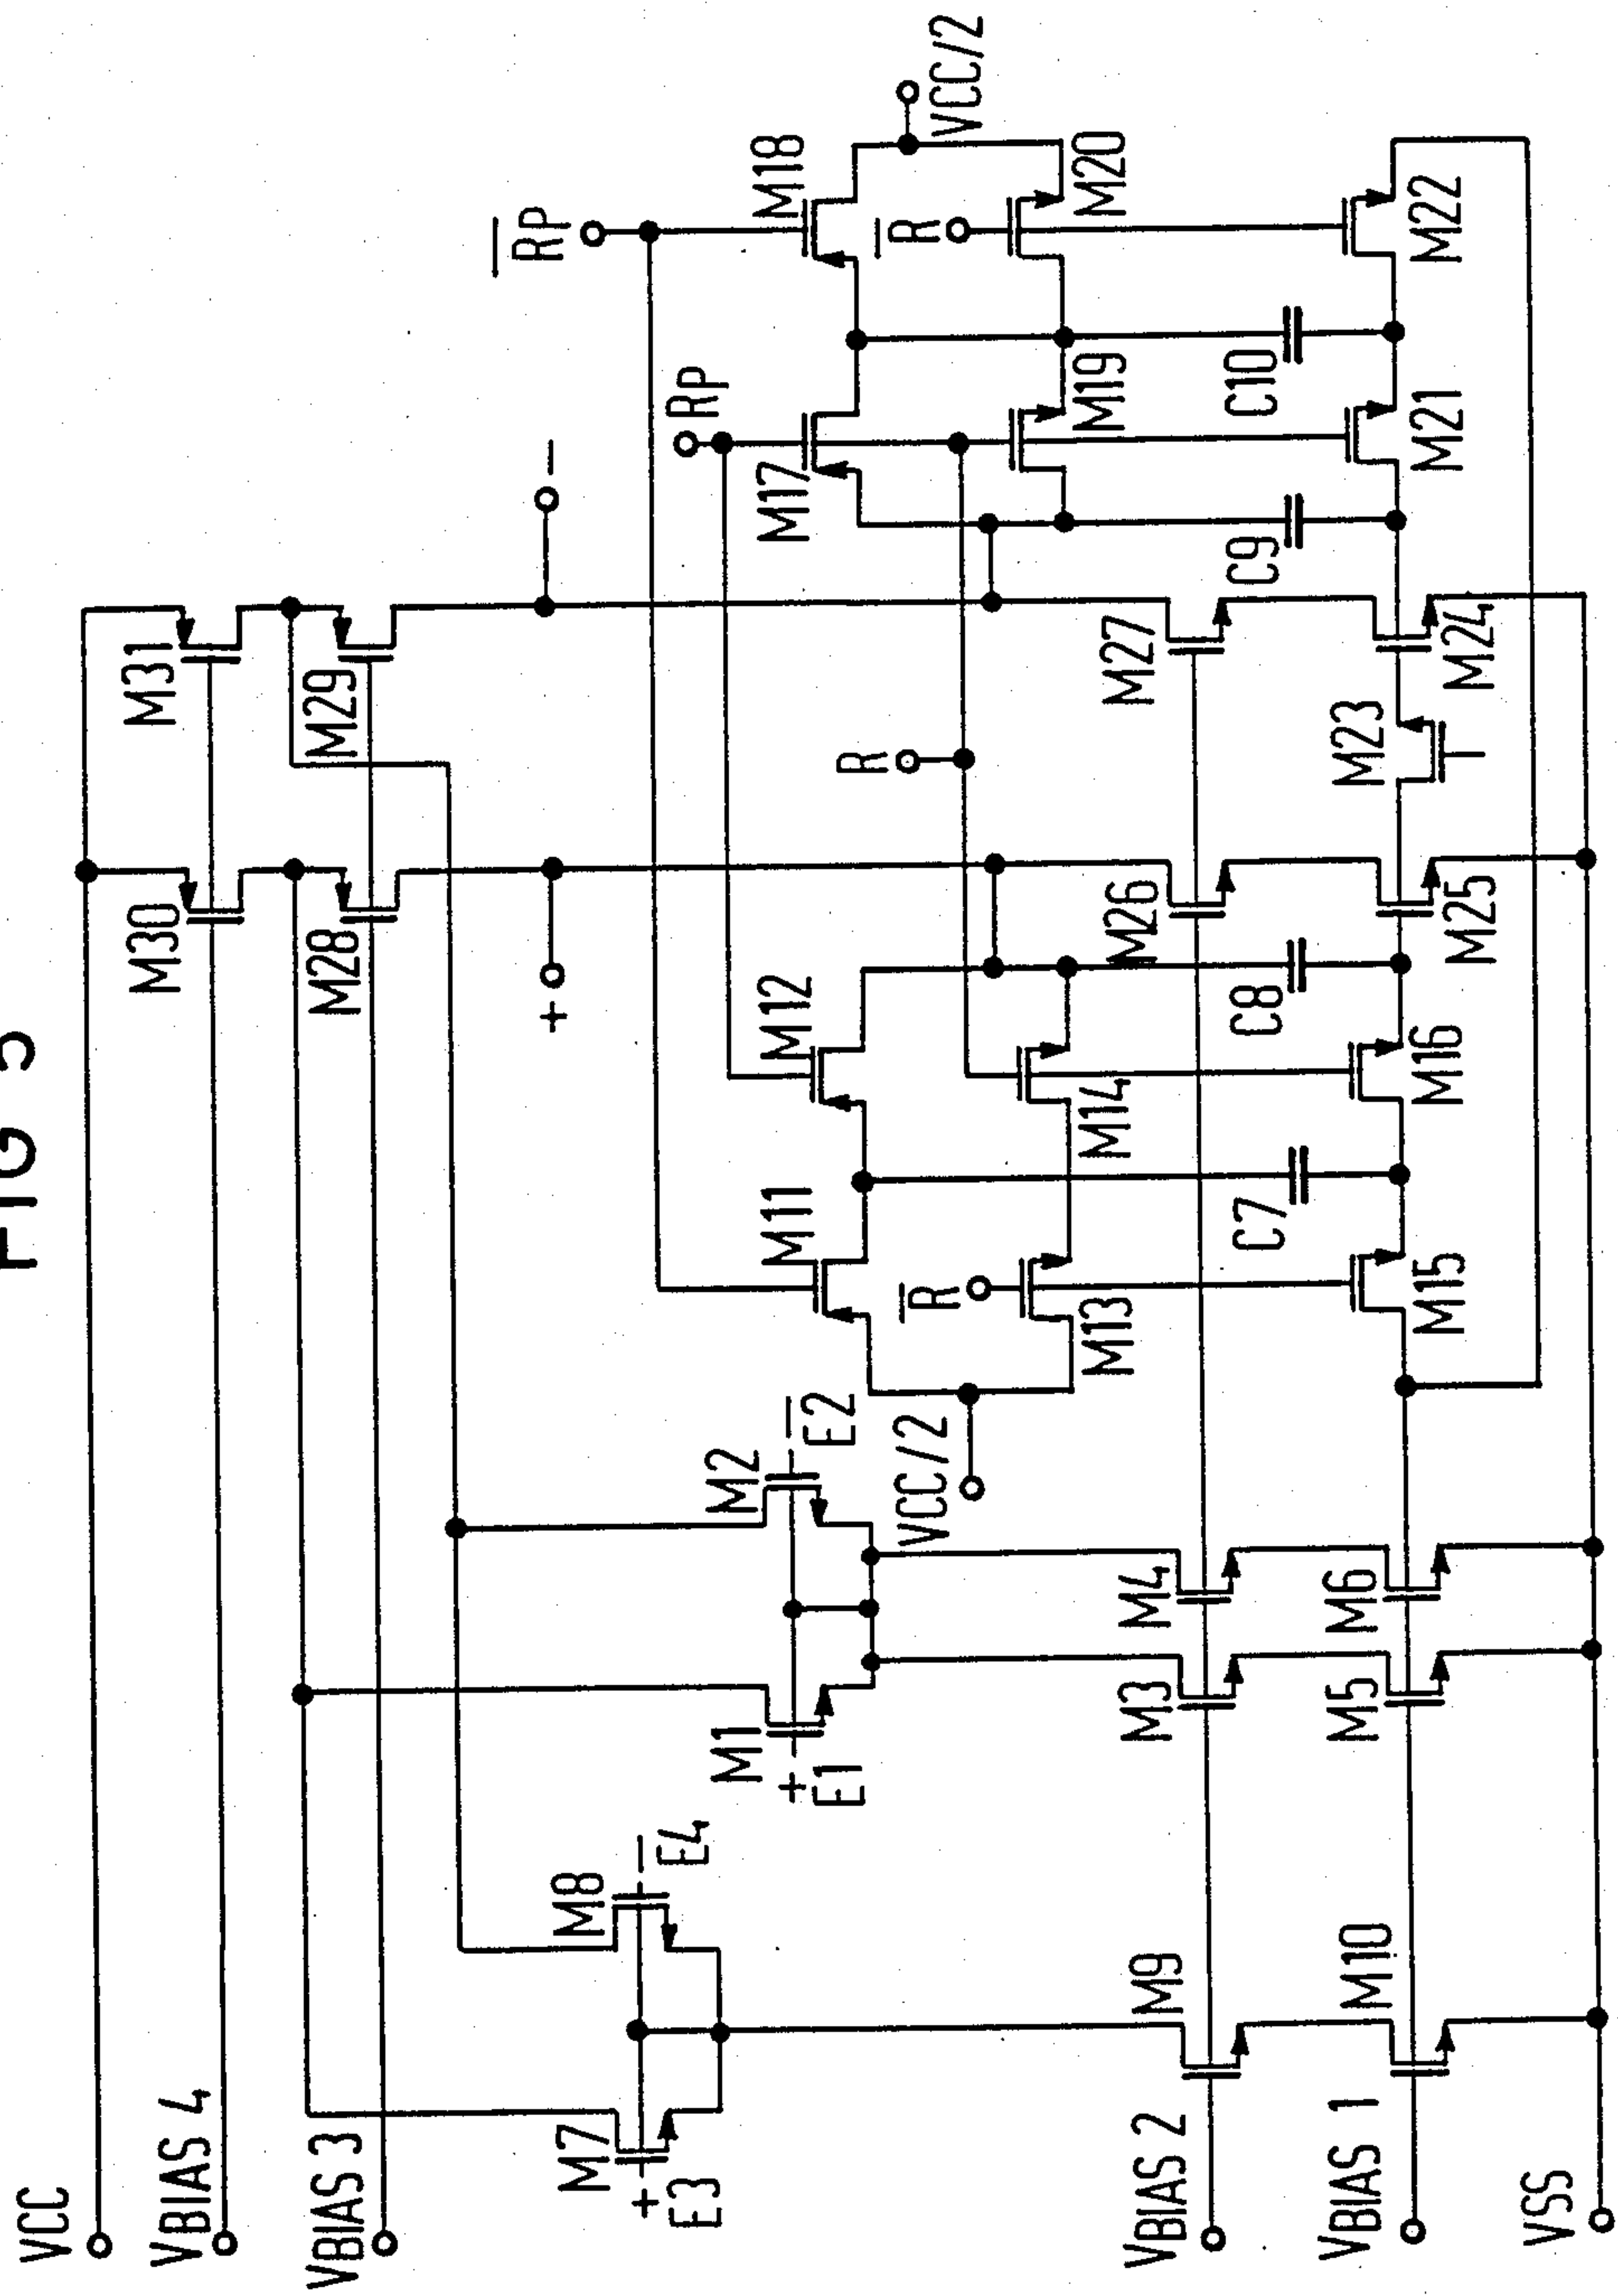 FIG 5
VCC
VBIAS 4
VBIAS 3
M30
M31
M28
M29
+
−
M7
M8
+
E3
−
E4
M1
M2
+
E1
−
E2
R̅P̅
RP
M11
M12
M17
M18
VCC/2
R
VCC/2
R̅
R̅
M13
M14
M19
M20
VBIAS 2
M9
M3
M4
M26
M27
C7
C8
C9
C10
VBIAS 1
M10
M5
M6
M15
M16
M25
M23
M24
M21
M22
VSS